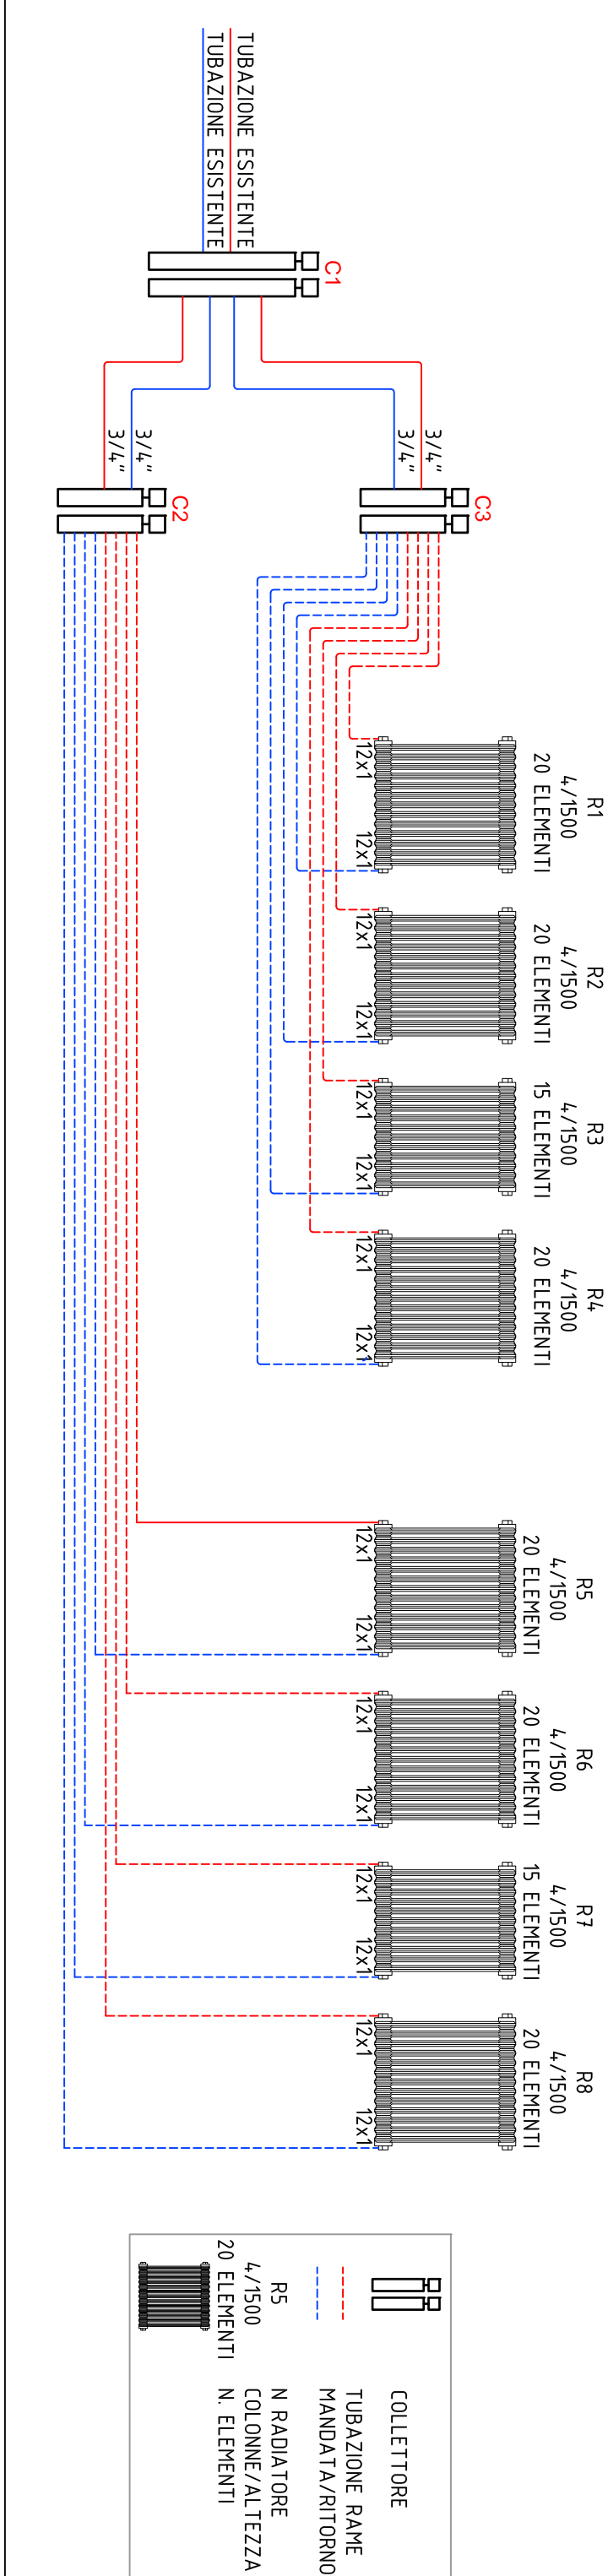 TUBAZIONE ESISTENTE
TUBAZIONE ESISTENTE
C1
3/4"
3/4"
C3
3/4"
3/4"
C2
R1
4/1500
20 ELEMENTI
12x1
12x1
R2
4/1500
20 ELEMENTI
12x1
12x1
R3
4/1500
15 ELEMENTI
12x1
12x1
R4
4/1500
20 ELEMENTI
12x1
12x1
R5
4/1500
20 ELEMENTI
12x1
12x1
R6
4/1500
20 ELEMENTI
12x1
12x1
R7
4/1500
15 ELEMENTI
12x1
12x1
R8
4/1500
20 ELEMENTI
12x1
12x1
COLLETTORE
TUBAZIONE RAME
MANDATA/RITORNO
R5
4/1500
20 ELEMENTI
N RADIATORE
COLONNE/ALTEZZA
N. ELEMENTI